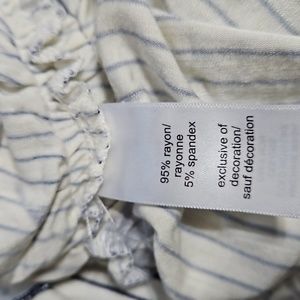 95% rayon/
rayonne
5% spandex
exclusive of
decoration/
sauf décoration